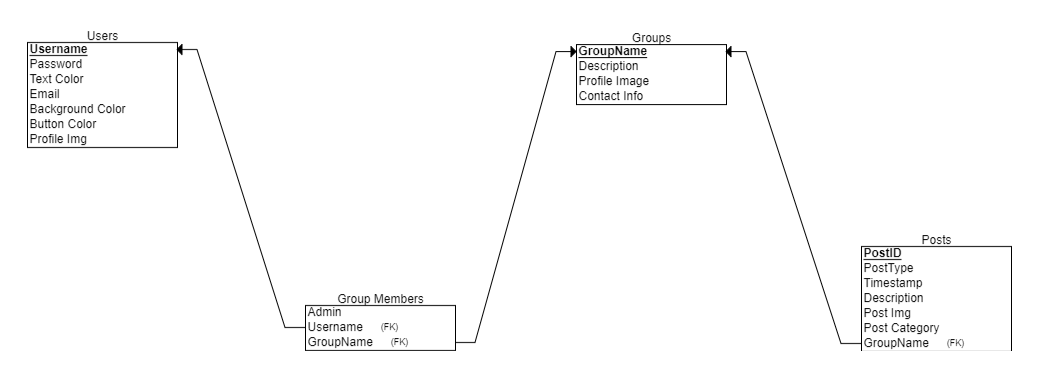 Users
Username
Password
Text Color
Email
Background Color
Button Color
Profile Img
Groups
GroupName
Description
Profile Image
Contact Info
Group Members
Admin
Username (FK)
GroupName (FK)
Posts
PostID
PostType
Timestamp
Description
Post Img
Post Category
GroupName (FK)